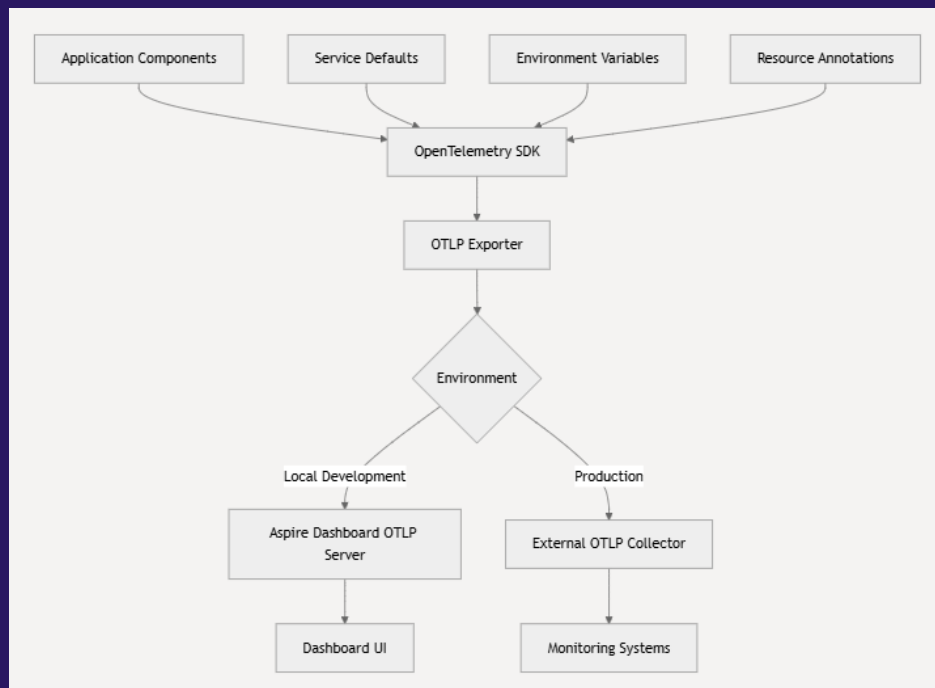 Application Components
Service Defaults
Environment Variables
Resource Annotations
OpenTelemetry SDK
OTLP Exporter
Environment
Local Development
Production
Aspire Dashboard OTLP
Server
External OTLP Collector
Dashboard UI
Monitoring Systems